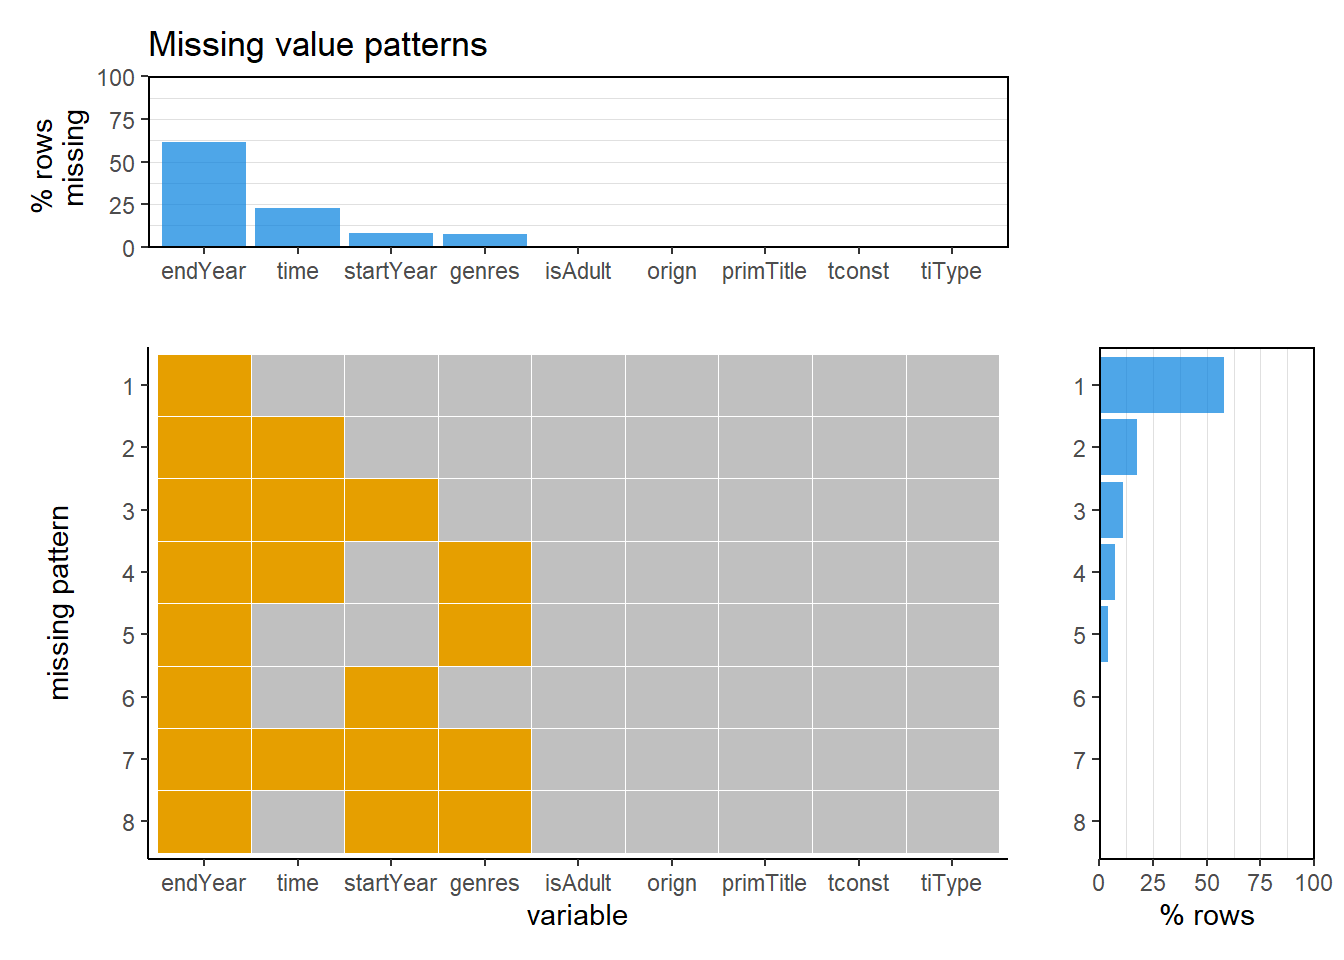 Missing value patterns
% rows
missing
100
75
50
25
0
endYear time startYear genres isAdult orign primTitle tconst tiType
missing pattern
1
2
3
4
5
6
7
8
endYear time startYear genres isAdult orign primTitle tconst tiType
variable
1
2
3
4
5
6
7
8
0 25 50 75 100
% rows